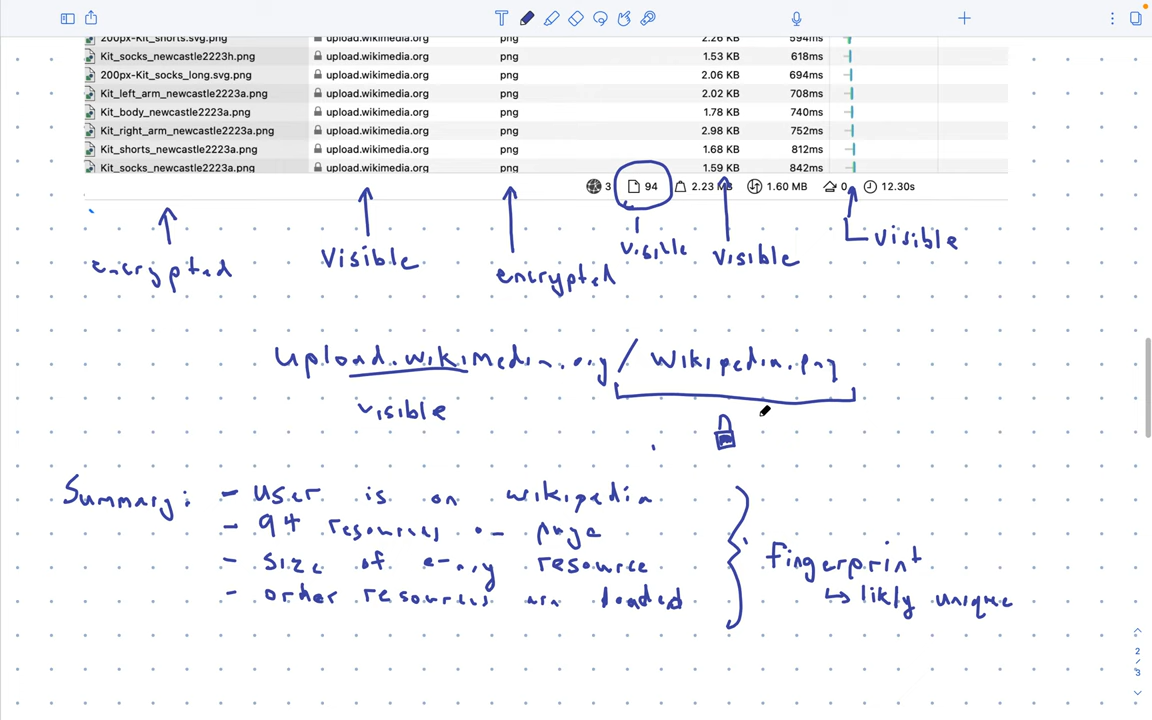 200px-Kit_shorts.svg.png upload.wikimedia.org png 2.26 KB 594ms
Kit_socks_newcastle2223h.png upload.wikimedia.org png 1.53 KB 618ms
200px-Kit_socks_long.svg.png upload.wikimedia.org png 2.06 KB 694ms
Kit_left_arm_newcastle2223a.png upload.wikimedia.org png 2.02 KB 708ms
Kit_body_newcastle2223a.png upload.wikimedia.org png 1.78 KB 740ms
Kit_right_arm_newcastle2223a.png upload.wikimedia.org png 2.98 KB 752ms
Kit_shorts_newcastle2223a.png upload.wikimedia.org png 1.68 KB 812ms
Kit_socks_newcastle2223a.png upload.wikimedia.org png 1.59 KB 842ms
3 94 2.23 MB 1.60 MB 0 12.30s
encrypted visible encrypted visible visible visible
upload.wikimedia.org/wikipedia.png
visible
Summary: - user is on wikipedia
- 94 resources on page
- size of every resource
- order resources are loaded
fingerprint
↳ likly unique
2
/
3